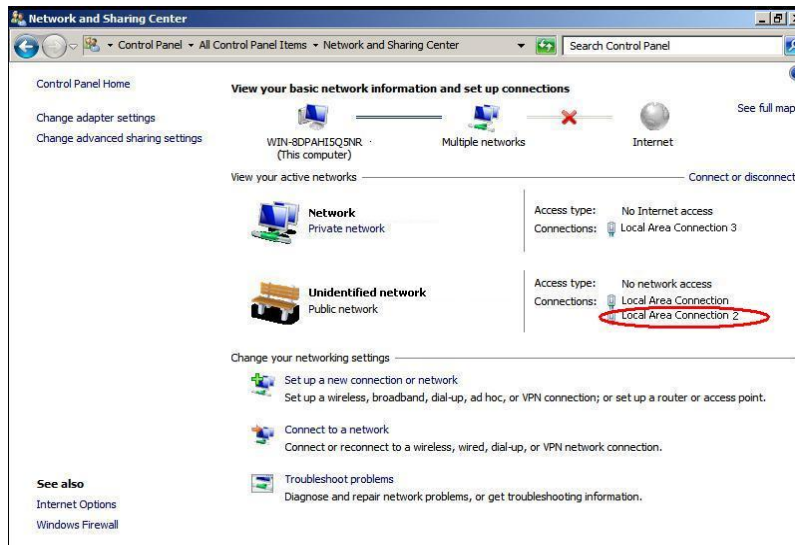 Network and Sharing Center
Control Panel All Control Panel Items Network and Sharing Center Search Control Panel
Control Panel Home
Change adapter settings
Change advanced sharing settings
View your basic network information and set up connections
See full map
WIN-8DPAHI5Q5NR
(This computer)
Multiple networks
Internet
View your active networks
Connect or disconnect
Network
Private network
Access type: No Internet access
Connections: Local Area Connection 3
Unidentified network
Public network
Access type: No network access
Connections: Local Area Connection
Local Area Connection 2
Change your networking settings
Set up a new connection or network
Set up a wireless, broadband, dial-up, ad hoc, or VPN connection; or set up a router or access point.
Connect to a network
Connect or reconnect to a wireless, wired, dial-up, or VPN network connection.
Troubleshoot problems
Diagnose and repair network problems, or get troubleshooting information.
See also
Internet Options
Windows Firewall